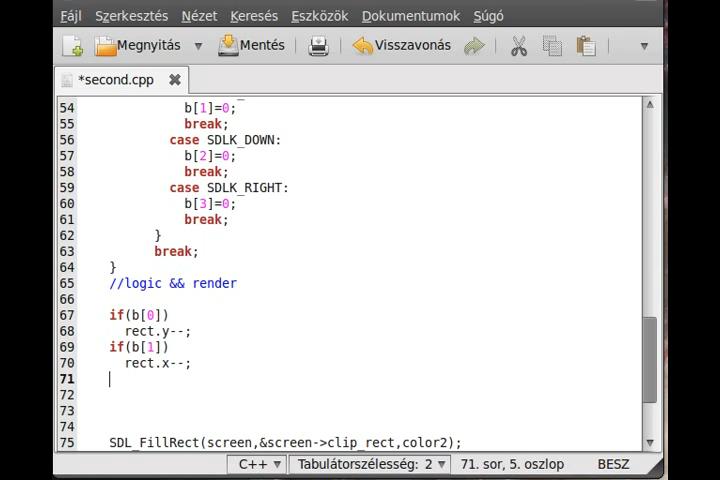 Fájl Szerkesztés Nézet Keresés Eszközök Dokumentumok Súgó
Megnyitás Mentés Visszavonás
*second.cpp
54 b[1]=0;
55 break;
56 case SDLK_DOWN:
57 b[2]=0;
58 break;
59 case SDLK_RIGHT:
60 b[3]=0;
61 break;
62 }
63 break;
64 }
65 //logic && render
66
67 if(b[0])
68 rect.y--;
69 if(b[1])
70 rect.x--;
71
72
73
74
75 SDL_FillRect(screen,&screen->clip_rect,color2);
C++ Tabulátorszélesség: 2 71. sor, 5. oszlop BESZ